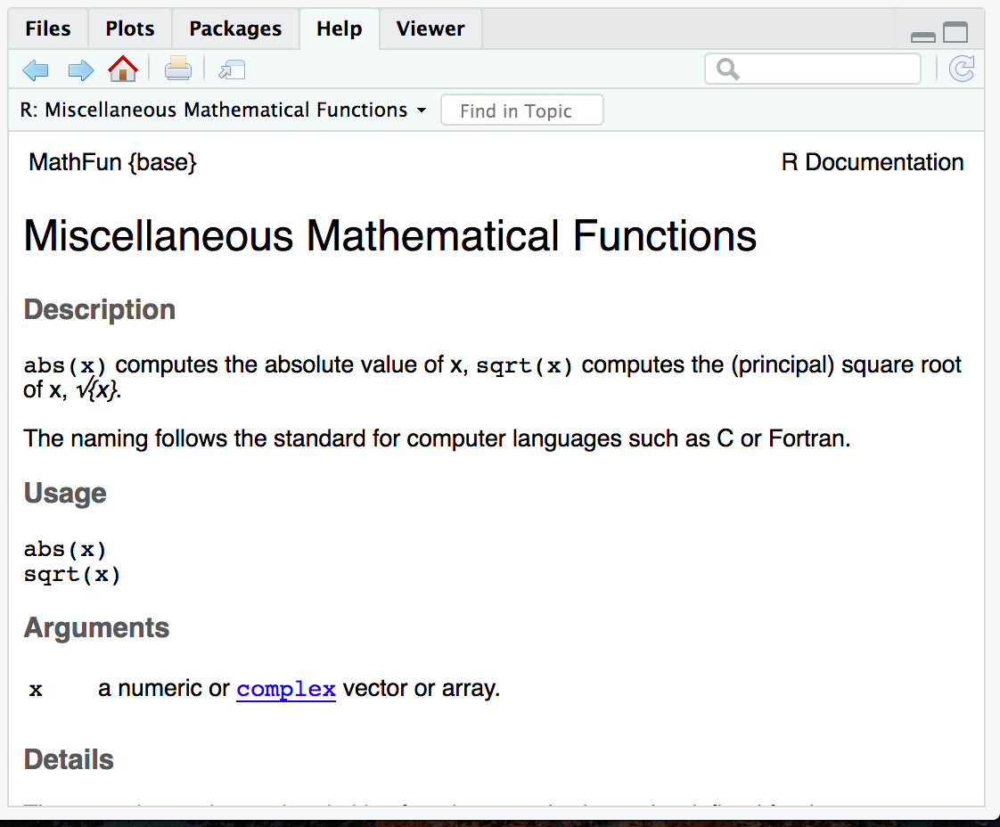 Files Plots Packages Help Viewer
R: Miscellaneous Mathematical Functions Find in Topic
MathFun {base} R Documentation
Miscellaneous Mathematical Functions
Description
abs(x) computes the absolute value of x, sqrt(x) computes the (principal) square root
of x, √{x}.
The naming follows the standard for computer languages such as C or Fortran.
Usage
abs(x)
sqrt(x)
Arguments
x a numeric or complex vector or array.
Details